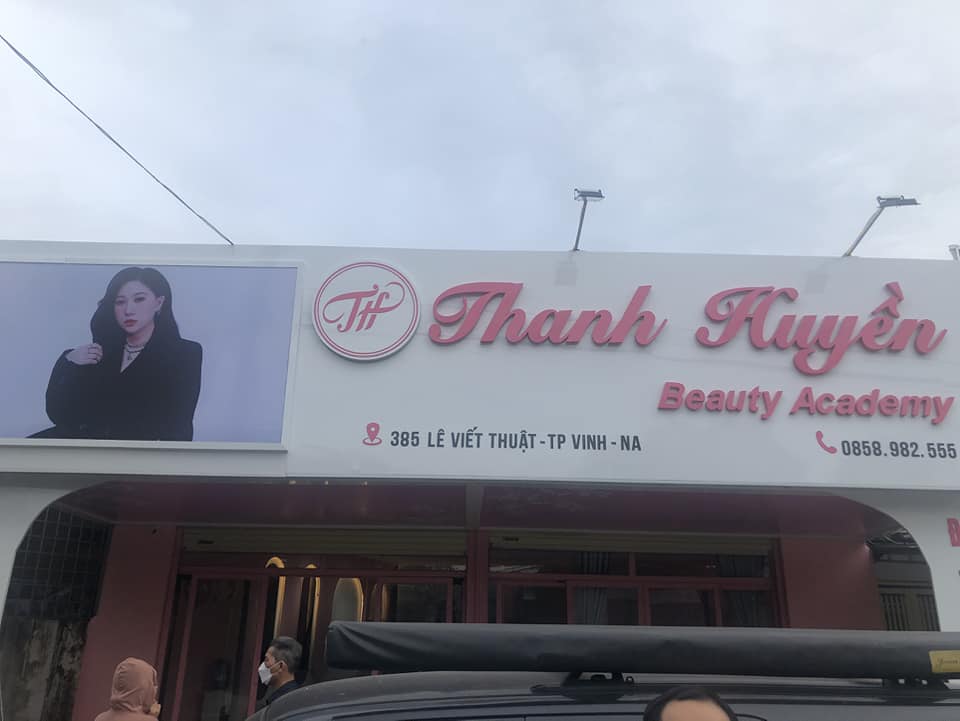 TH
Thanh Huyền
Beauty Academy
385 LÊ VIẾT THUẬT - TP VINH - NA
0858.982.555